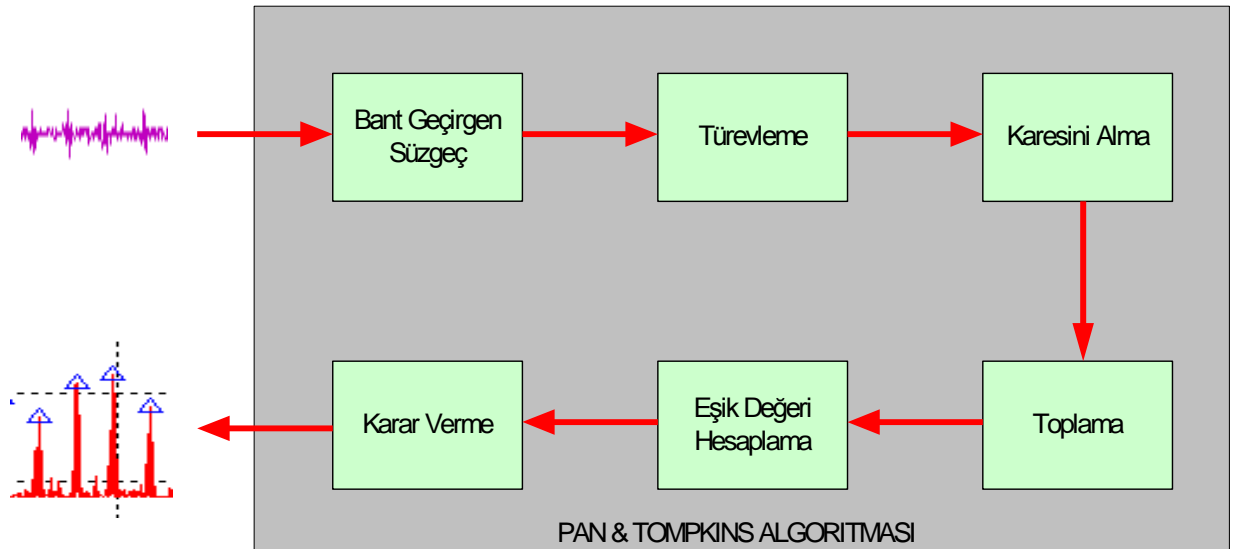 Bant Geçirgen
Süzgeç
Türevleme
Karesini Alma
Karar Verme
Eşik Değeri
Hesaplama
Toplama
PAN & TOMPKINS ALGORITMASI